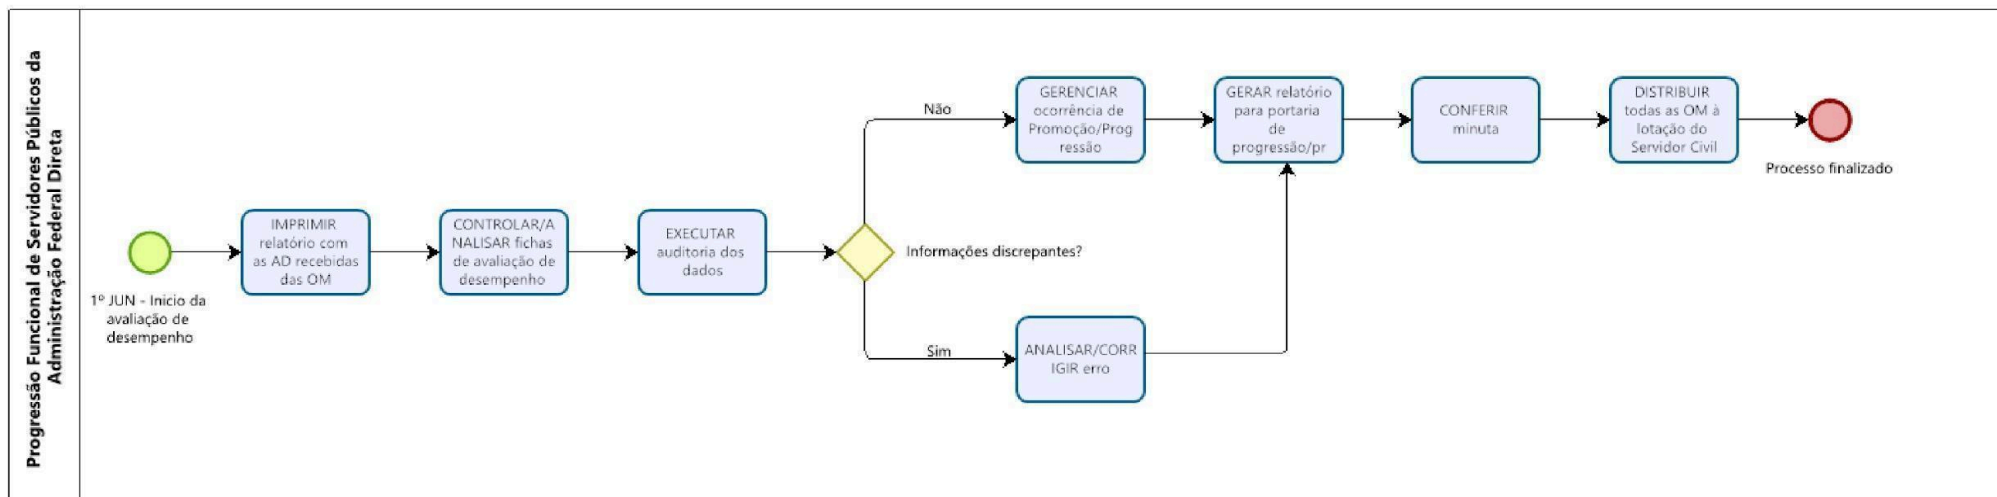 Progressão Funcional de Servidores Públicos da
Administração Federal Direta
1º JUN - Inicio da
avaliação de
desempenho
IMPRIMIR
relatório com
as AD recebidas
das OM
CONTROLAR/A
NALISAR fichas
de avaliação de
desempenho
EXECUTAR
auditoria dos
dados
Informações discrepantes?
Não
GERENCIAR
ocorrência de
Promoção/Prog
ressão
GERAR relatório
para portaria
de
progressão/pr
CONFERIR
minuta
DISTRIBUIR
todas as OM à
lotação do
Servidor Civil
Processo finalizado
Sim
ANALISAR/CORR
IGIR erro